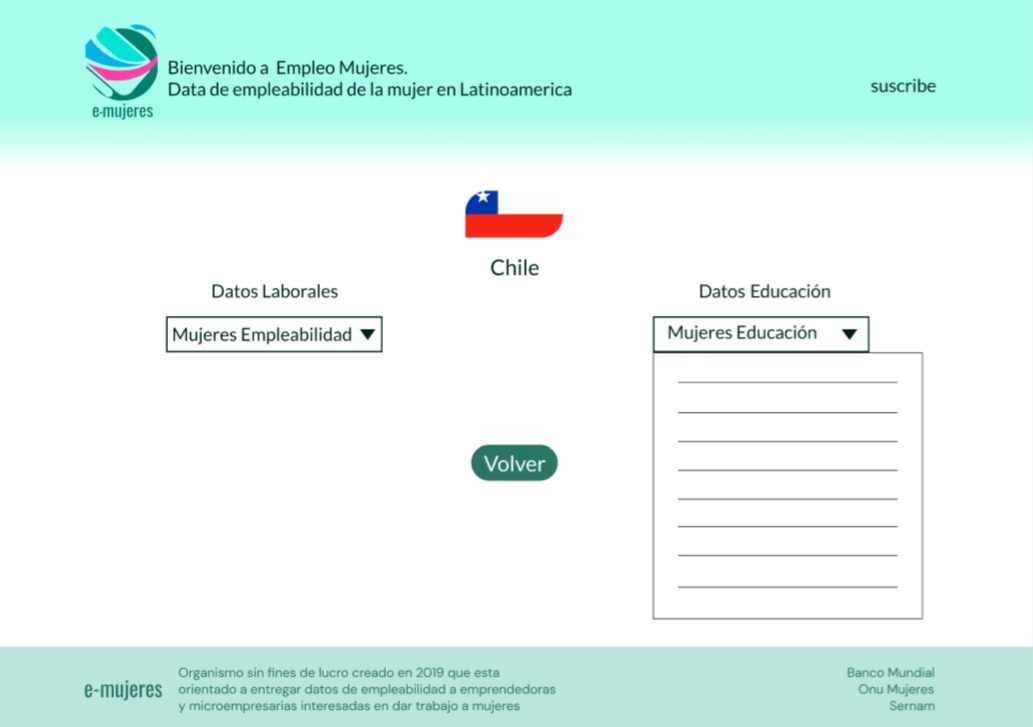 Bienvenido a Empleo Mujeres.
Data de empleabilidad de la mujer en Latinoamerica
e-mujeres
suscribe
Chile
Datos Laborales
Mujeres Empleabilidad
Datos Educación
Mujeres Educación
Volver
e-mujeres
Organismo sin fines de lucro creado en 2019 que esta
orientado a entregar datos de empleabilidad a emprendedoras
y microempresarias interesadas en dar trabajo a mujeres
Banco Mundial
Onu Mujeres
Sernam